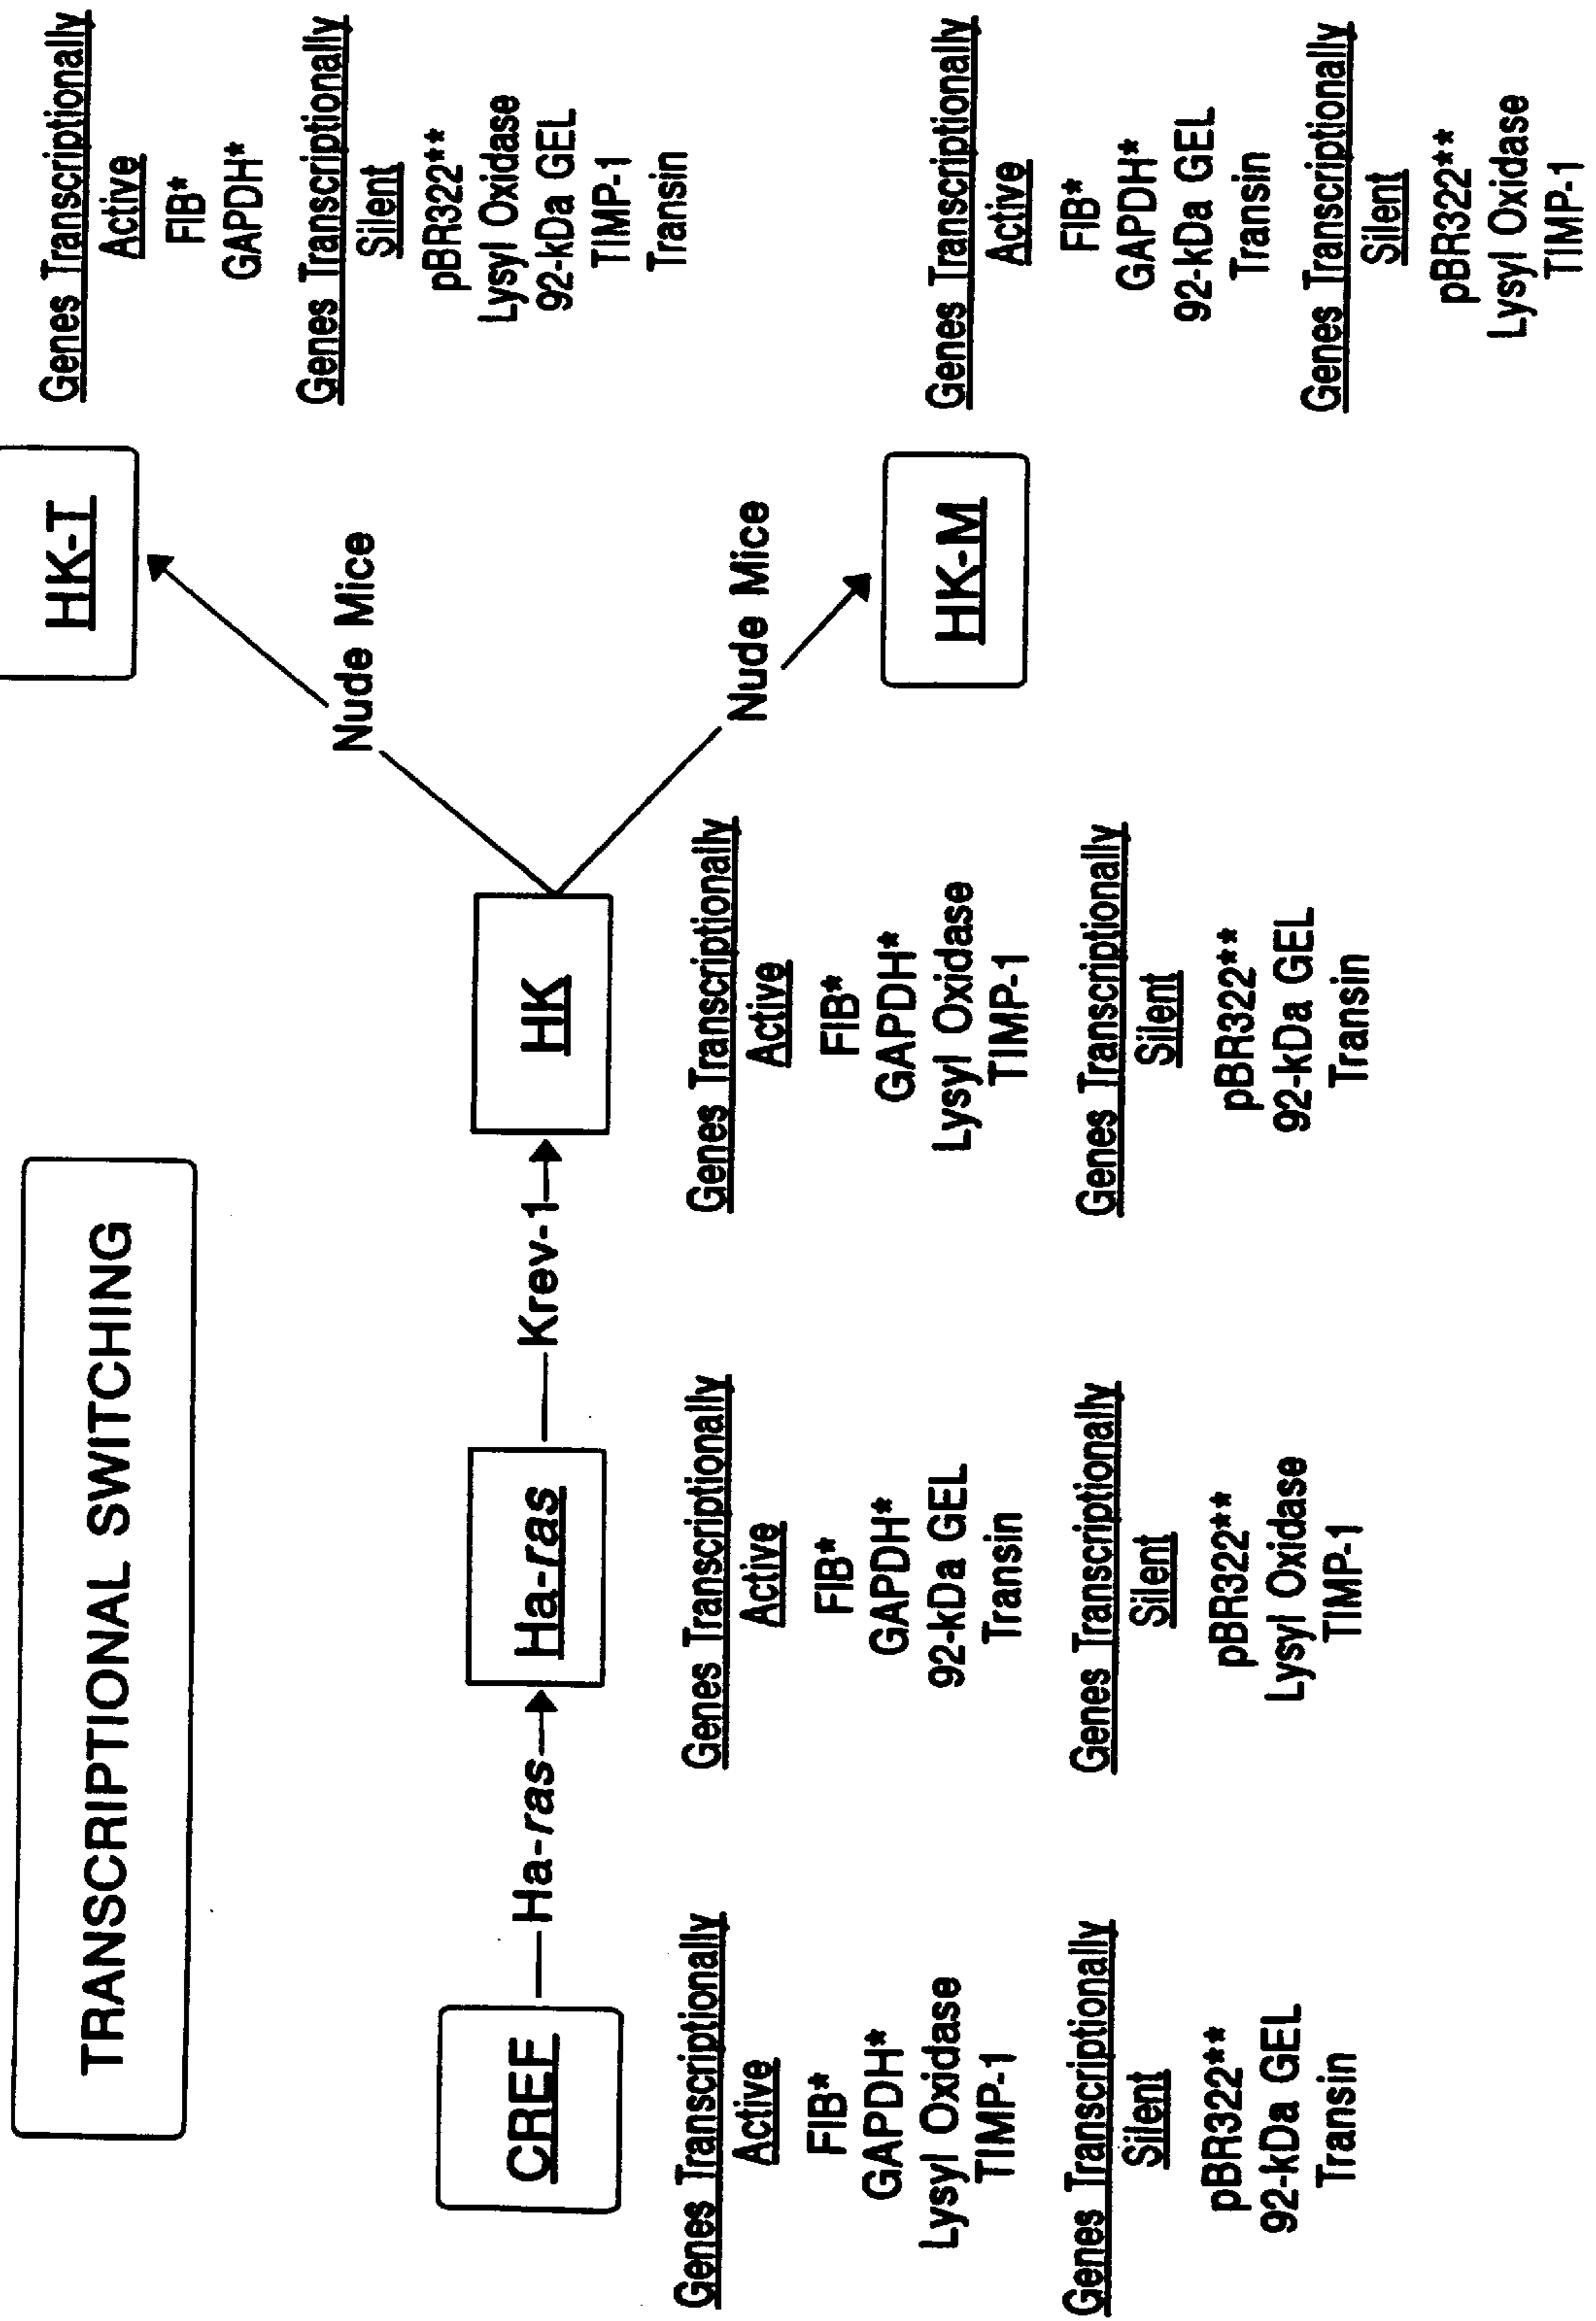 TRANSCRIPTIONAL SWITCHING
CREF
Ha-ras
Ha-ras
Krev-1
HK
Nude Mice
HK-T
Nude Mice
HK-M
Genes Transcriptionally
Active
FIB*
GAPDH*
Lysyl Oxidase
TIMP-1
Genes Transcriptionally
Silent
pBR322**
92-kDa GEL
Transin
Genes Transcriptionally
Active
FIB*
GAPDH*
92-kDa GEL
Transin
Genes Transcriptionally
Silent
pBR322**
Lysyl Oxidase
TIMP-1
Genes Transcriptionally
Active
FIB*
GAPDH*
Lysyl Oxidase
TIMP-1
Genes Transcriptionally
Silent
pBR322**
92-kDa GEL
Transin
Genes Transcriptionally
Active
FIB*
GAPDH*
Genes Transcriptionally
Silent
pBR322**
Lysyl Oxidase
92-kDa GEL
TIMP-1
Transin
Genes Transcriptionally
Active
FIB*
GAPDH*
92-kDa GEL
Transin
Genes Transcriptionally
Silent
pBR322**
Lysyl Oxidase
TIMP-1